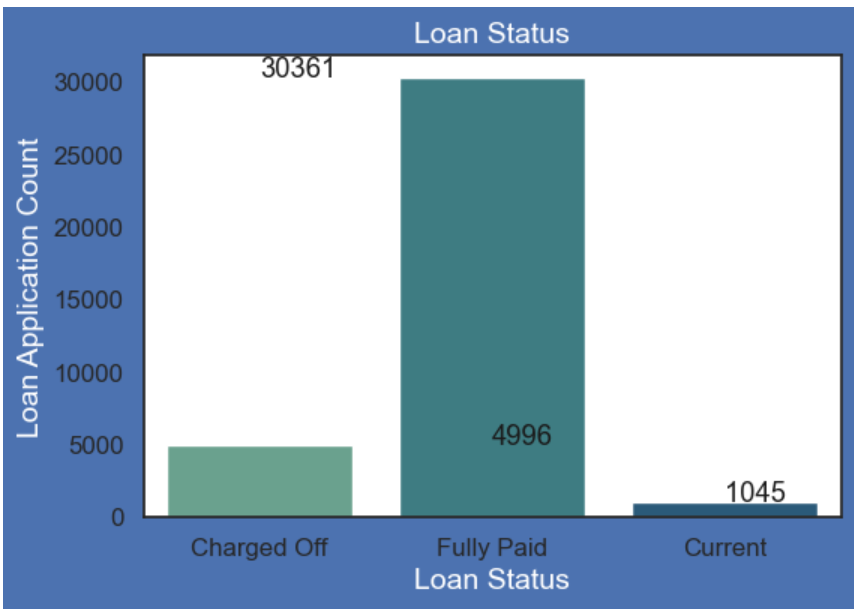 Loan Status
30361
30000
25000
20000
15000
10000
5000
0
Loan Application Count
4996
1045
Charged Off
Fully Paid
Current
Loan Status